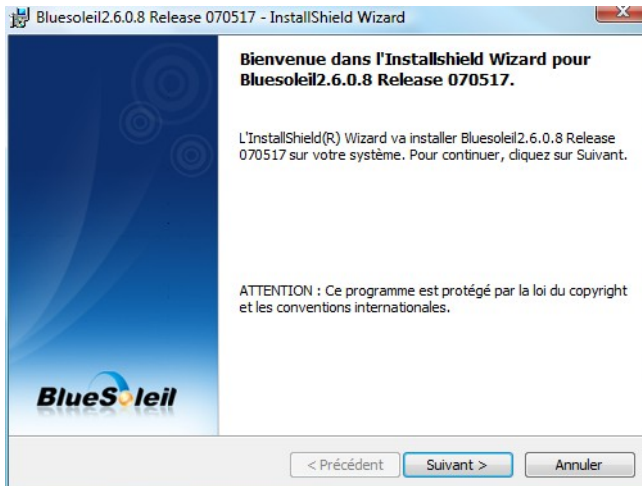 Bluesoleil2.6.0.8 Release 070517 - InstallShield Wizard
Bienvenue dans l'Installshield Wizard pour
Bluesoleil2.6.0.8 Release 070517.
L'InstallShield(R) Wizard va installer Bluesoleil2.6.0.8 Release
070517 sur votre système. Pour continuer, cliquez sur Suivant.
ATTENTION : Ce programme est protégé par la loi du copyright
et les conventions internationales.
BlueSoleil
< Précédent Suivant > Annuler